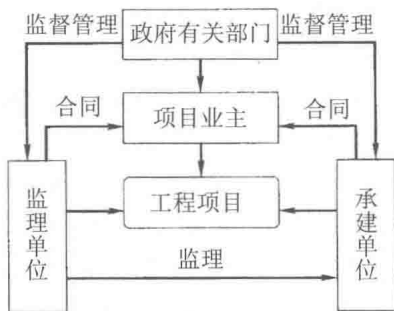 监督管理
政府有关部门
监督管理
合同
项目业主
合同
监理单位
工程项目
承建单位
监理